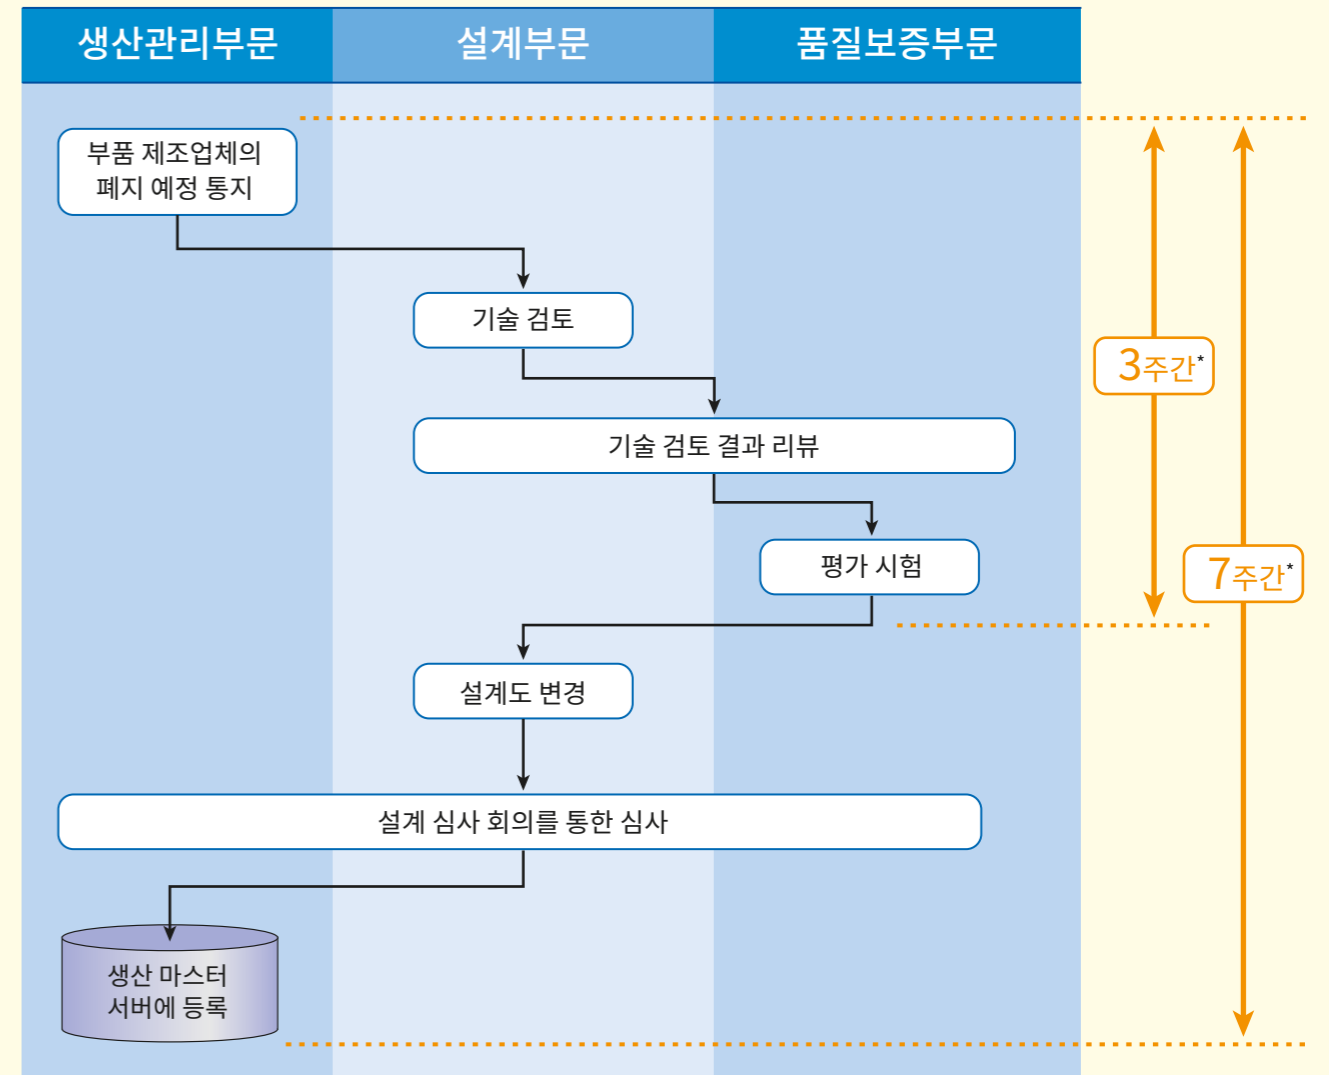 생산관리부문
설계부문
품질보증부문
부품 제조업체의
폐지 예정 통지
기술 검토
3주간*
기술 검토 결과 리뷰
평가 시험
7주간*
설계도 변경
설계 심사 회의를 통한 심사
생산 마스터
서버에 등록